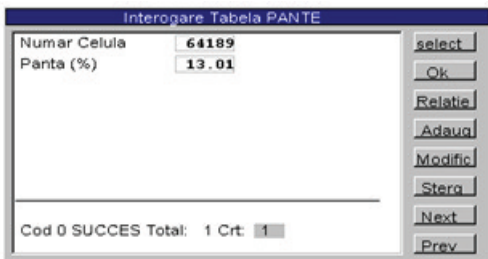 Interogare Tabela PANTE
Numar Celula 64189
Panta (%) 13.01
select
Ok
Relatie
Adaug
Modific
Sterg
Next
Prev
Cod 0 SUCCES Total: 1 Crt: 1